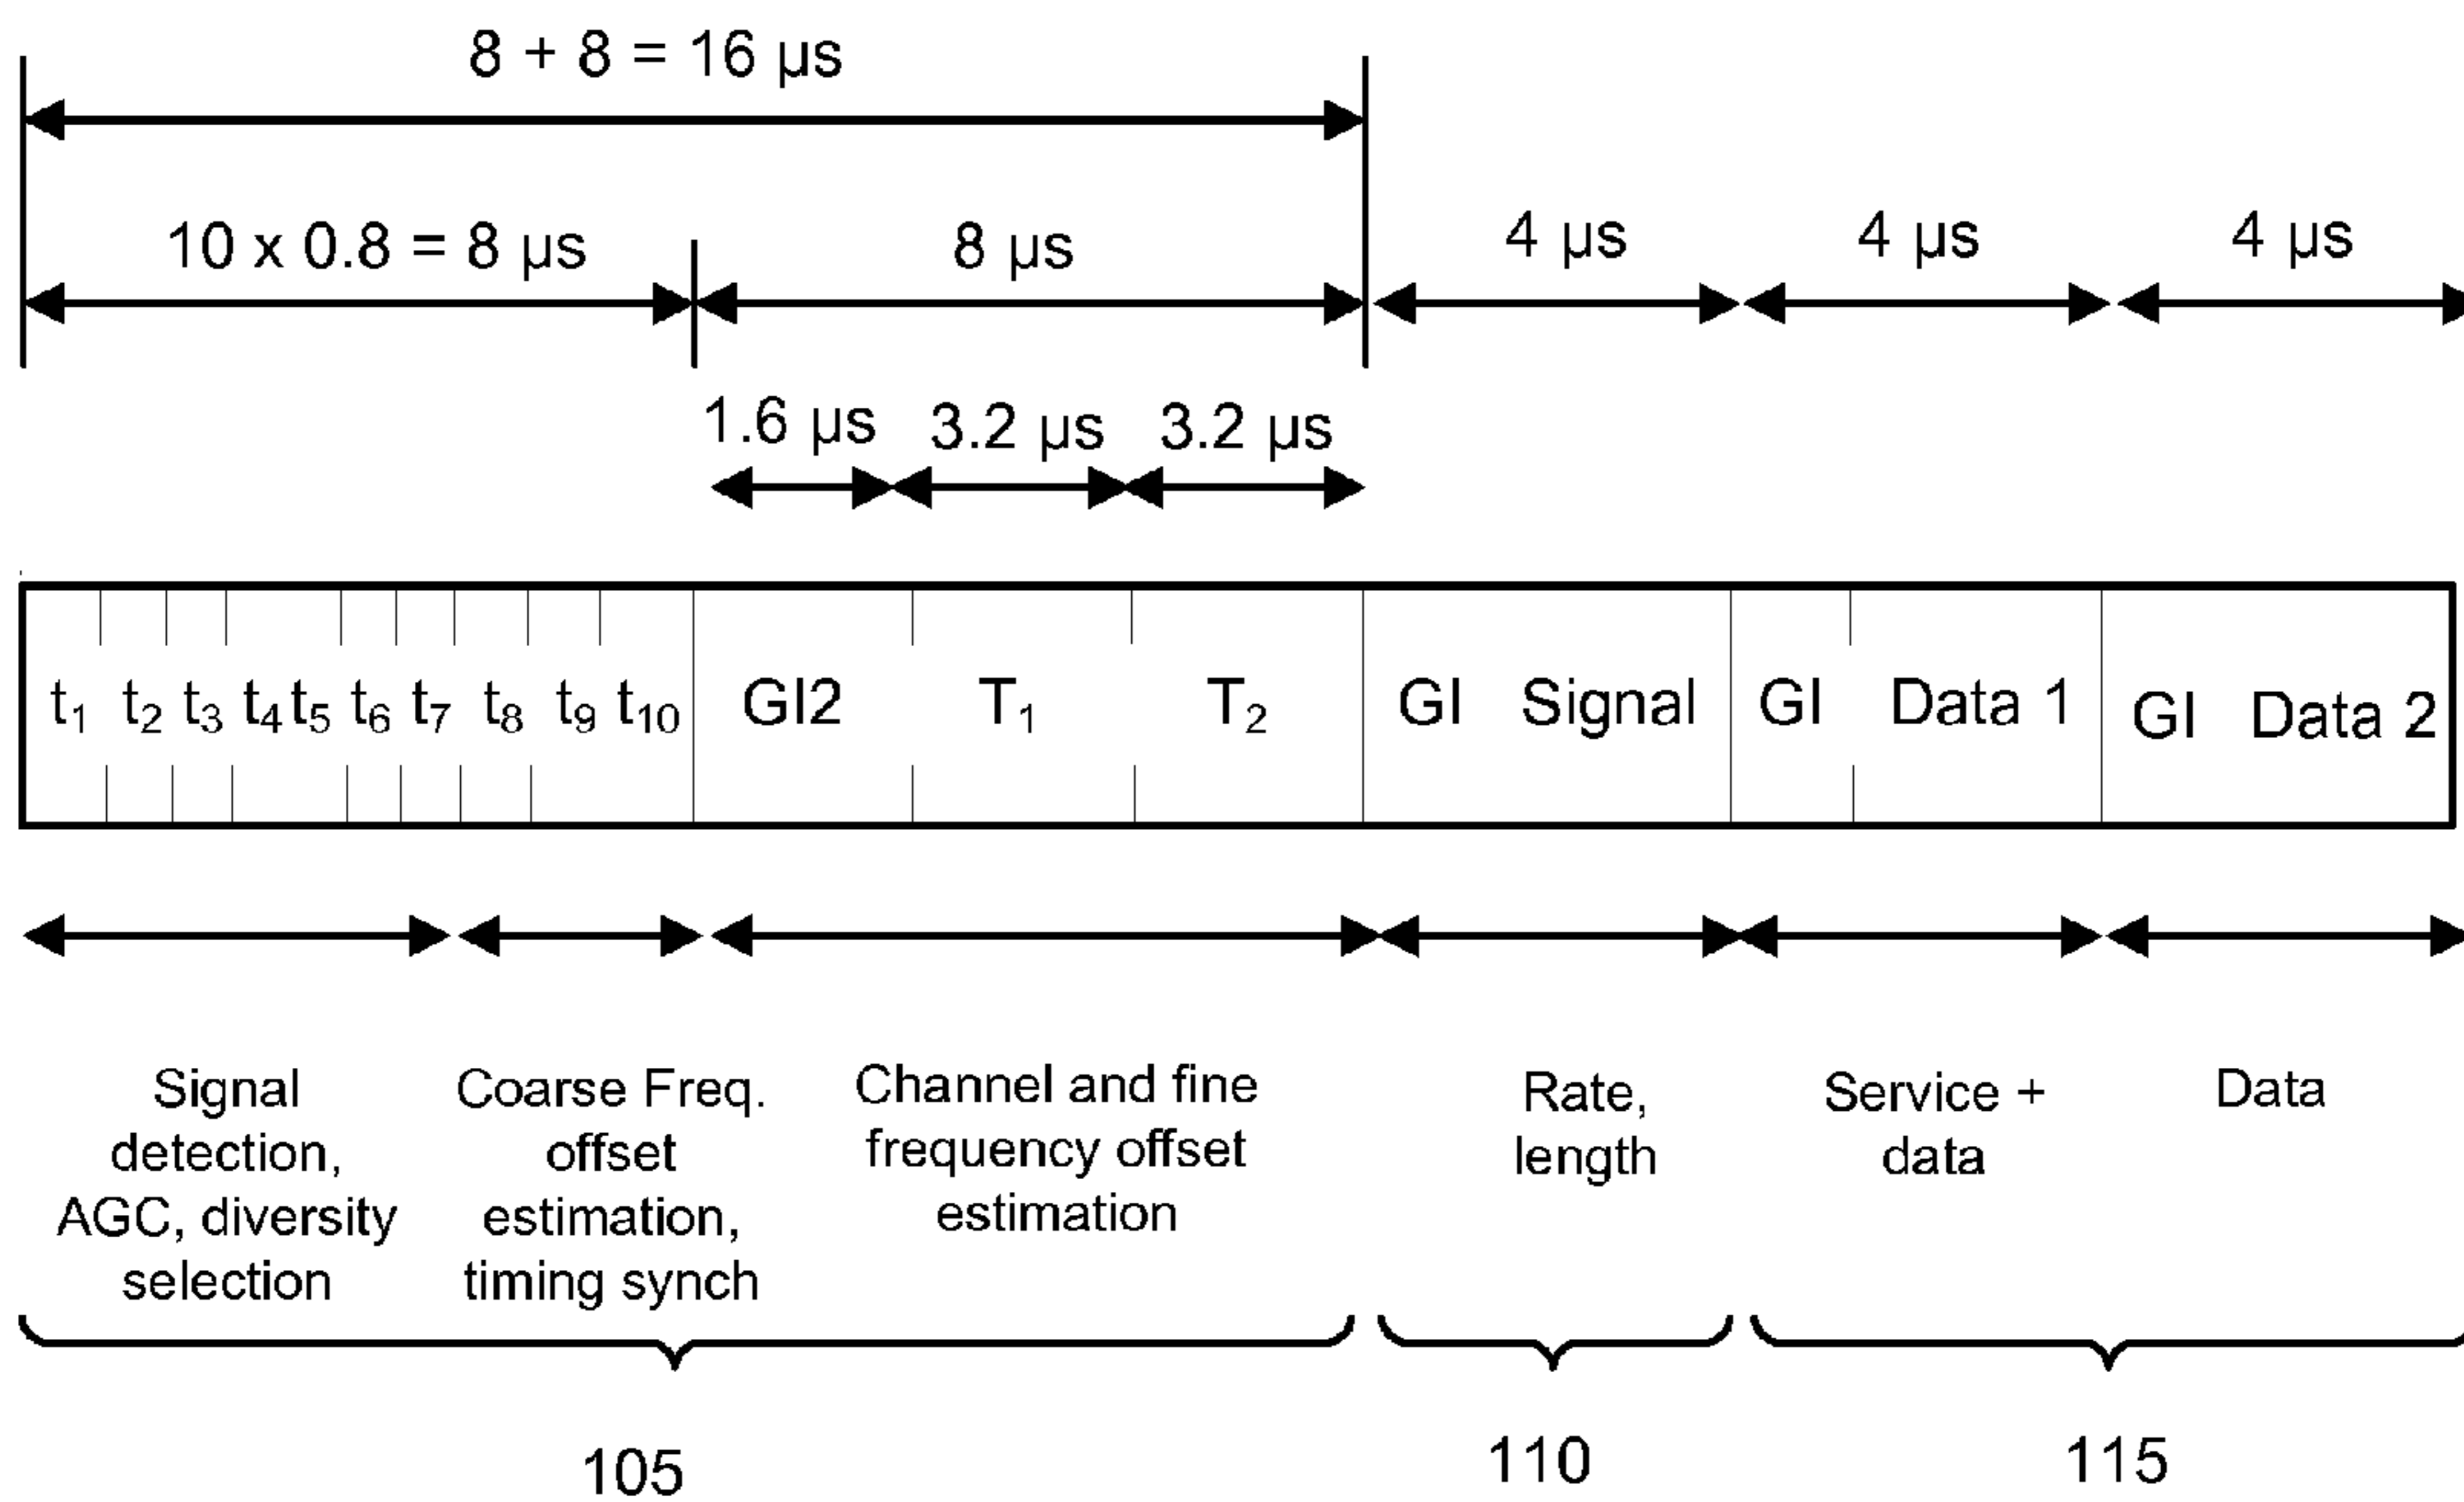 8 + 8 = 16 µs
10 x 0.8 = 8 µs
8 µs
4 µs
4 µs
4 µs
1.6 µs
3.2 µs
3.2 µs
t₁ t₂ t₃ t₄ t₅ t₆ t₇ t₈ t₉ t₁₀ GI2 T₁ T₂ GI Signal GI Data 1 GI Data 2
Signal
detection,
AGC, diversity
selection
Coarse Freq.
offset
estimation,
timing synch
Channel and fine
frequency offset
estimation
Rate,
length
Service +
data
Data
105
110
115